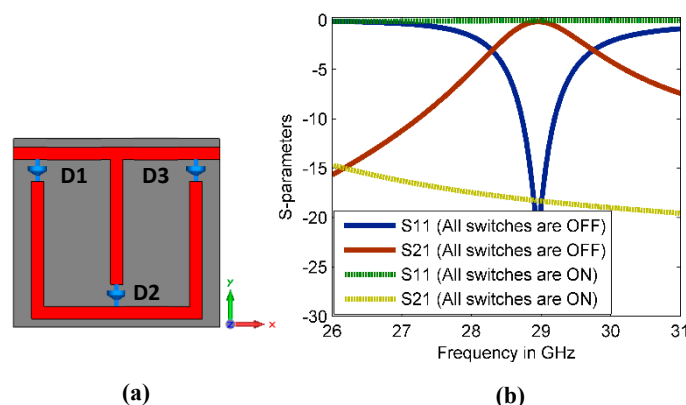 D1
D3
D2
y
z
x
(a)
0
-5
-10
-15
-20
-25
-30
S-parameters
S11 (All switches are OFF)
S21 (All switches are OFF)
S11 (All switches are ON)
S21 (All switches are ON)
26
27
28
29
30
31
Frequency in GHz
(b)